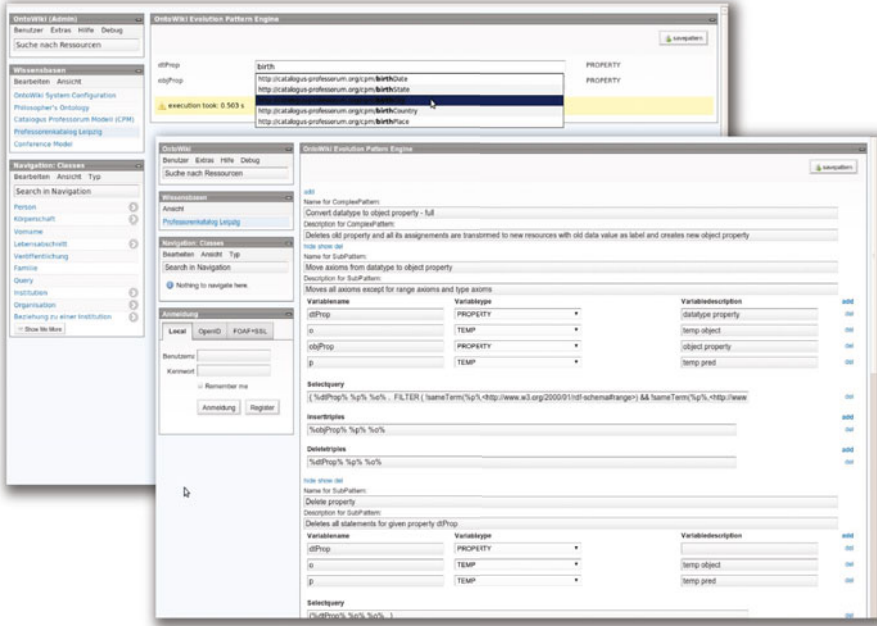 OntoWiki (Admin)
Benutzer Extras Hilfe Debug
Suche nach Ressourcen
Wissensbasen
Bearbeiten Ansicht
OntoWiki System Configuration
Philosopher's Ontology
Catalogus Professorum Modell (CPM)
Professorenkatalog Leipzig
Conference Model
Navigation: Classes
Bearbeiten Ansicht Typ
Search in Navigation
Person
Körperschaft
Vorname
Lebensabschnitt
Veröffentlichung
Familie
Query
Institution
Organisation
Beziehung zu einer Institution
Show Me More
OntoWiki Evolution Pattern Engine
savepattern
dtProp birth PROPERTY
objProp PROPERTY
http://catalogus-professorum.org/cpm/birthDate
http://catalogus-professorum.org/cpm/birthState
http://catalogus-professorum.org/cpm/birthCountry
http://catalogus-professorum.org/cpm/birthPlace
execution took: 0.503 s
OntoWiki
Benutzer Extras Hilfe Debug
Suche nach Ressourcen
Wissensbasen
Ansicht
Professorenkatalog Leipzig
Navigation: Classes
Bearbeiten Ansicht Typ
Search in Navigation
Nothing to navigate here.
Anmeldung
Local OpenID FOAF+SSL
Benutzername
Kennwort
Remember me
Anmeldung Register
OntoWiki Evolution Pattern Engine
savepattern
add
Name for ComplexPattern:
Convert datatype to object property - full
Description for ComplexPattern:
Deletes old property and all its assignements are transformed to new resources with old data value as label and creates new object property
hide show del
Name for SubPattern:
Move axioms from datatype to object property
Description for SubPattern:
Moves all axioms except for range axioms and type axioms
Variablename Variabletype Variabledescription add
dtProp PROPERTY datatype property del
o TEMP temp object del
objProp PROPERTY object property del
p TEMP temp pred del
Selectquery
{ %dtProp% %p% %o% . FILTER ( !sameTerm(%p%,<http://www.w3.org/2000/01/rdf-schema#range>) && !sameTerm(%p%,<http://www del
Inserttriples add
%objProp% %p% %o% del
Deletetriples add
%dtProp% %p% %o% del
hide show del
Name for SubPattern:
Delete property
Description for SubPattern:
Deletes all statements for given property dtProp
Variablename Variabletype Variabledescription add
dtProp PROPERTY del
o TEMP temp object del
p TEMP temp pred del
Selectquery
{%dtProp% %p% %o% . }